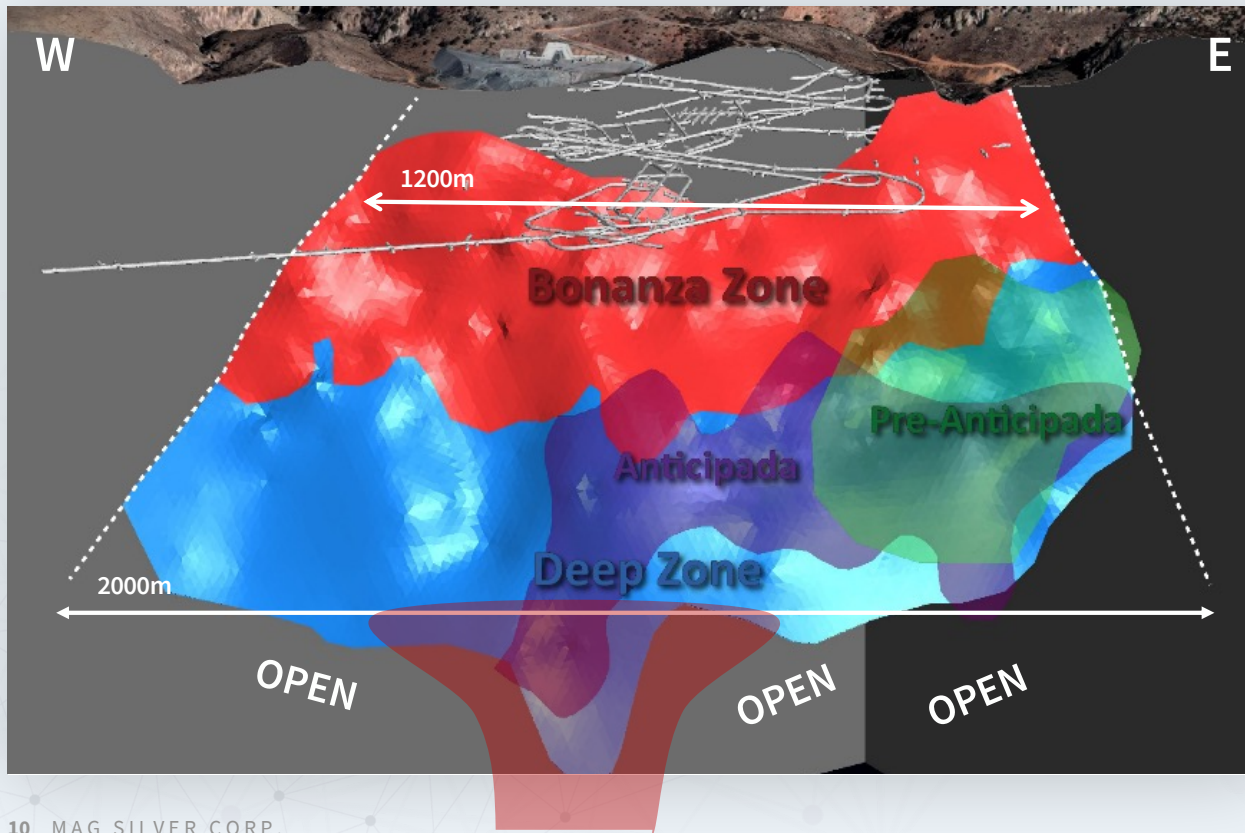 W
E
1200m
Bonanza Zone
Pre-Anticipada
Anticipada
Deep Zone
2000m
OPEN
OPEN
OPEN
10 MAG SILVER CORP.